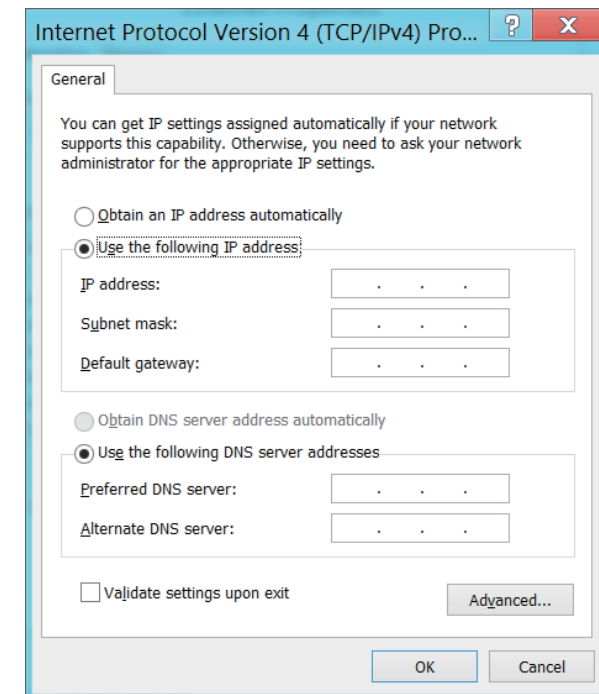 Internet Protocol Version 4 (TCP/IPv4) Pro...
?
X
General
You can get IP settings assigned automatically if your network
supports this capability. Otherwise, you need to ask your network
administrator for the appropriate IP settings.
Obtain an IP address automatically
Use the following IP address:
IP address:
. . .
Subnet mask:
. . .
Default gateway:
. . .
Obtain DNS server address automatically
Use the following DNS server addresses
Preferred DNS server:
. . .
Alternate DNS server:
. . .
Validate settings upon exit
Advanced...
OK
Cancel